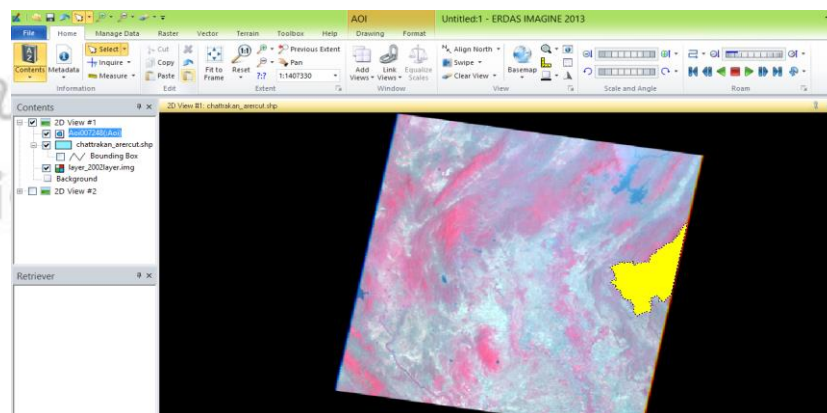 AOI Untitled:1 - ERDAS IMAGINE 2013
File Home Manage Data Raster Vector Terrain Toolbox Help Drawing Format
Contents Metadata
Select
Inquire
Measure
Information
Cut
Copy
Paste
Edit
Fit to Frame
Reset
1:1
?:?
Previous Extent
Pan
1:1407330
Extent
Add Views
Link Views
Equalize Scales
Window
Align North
Swipe
Clear View
Basemap
View
Scale and Angle
Roam
Contents
2D View #1
chattrakan_arercut.shp
Bounding Box
layer_2002layer.img
Background
2D View #2
Retriever
2D View #1: chattrakan_arercut.shp